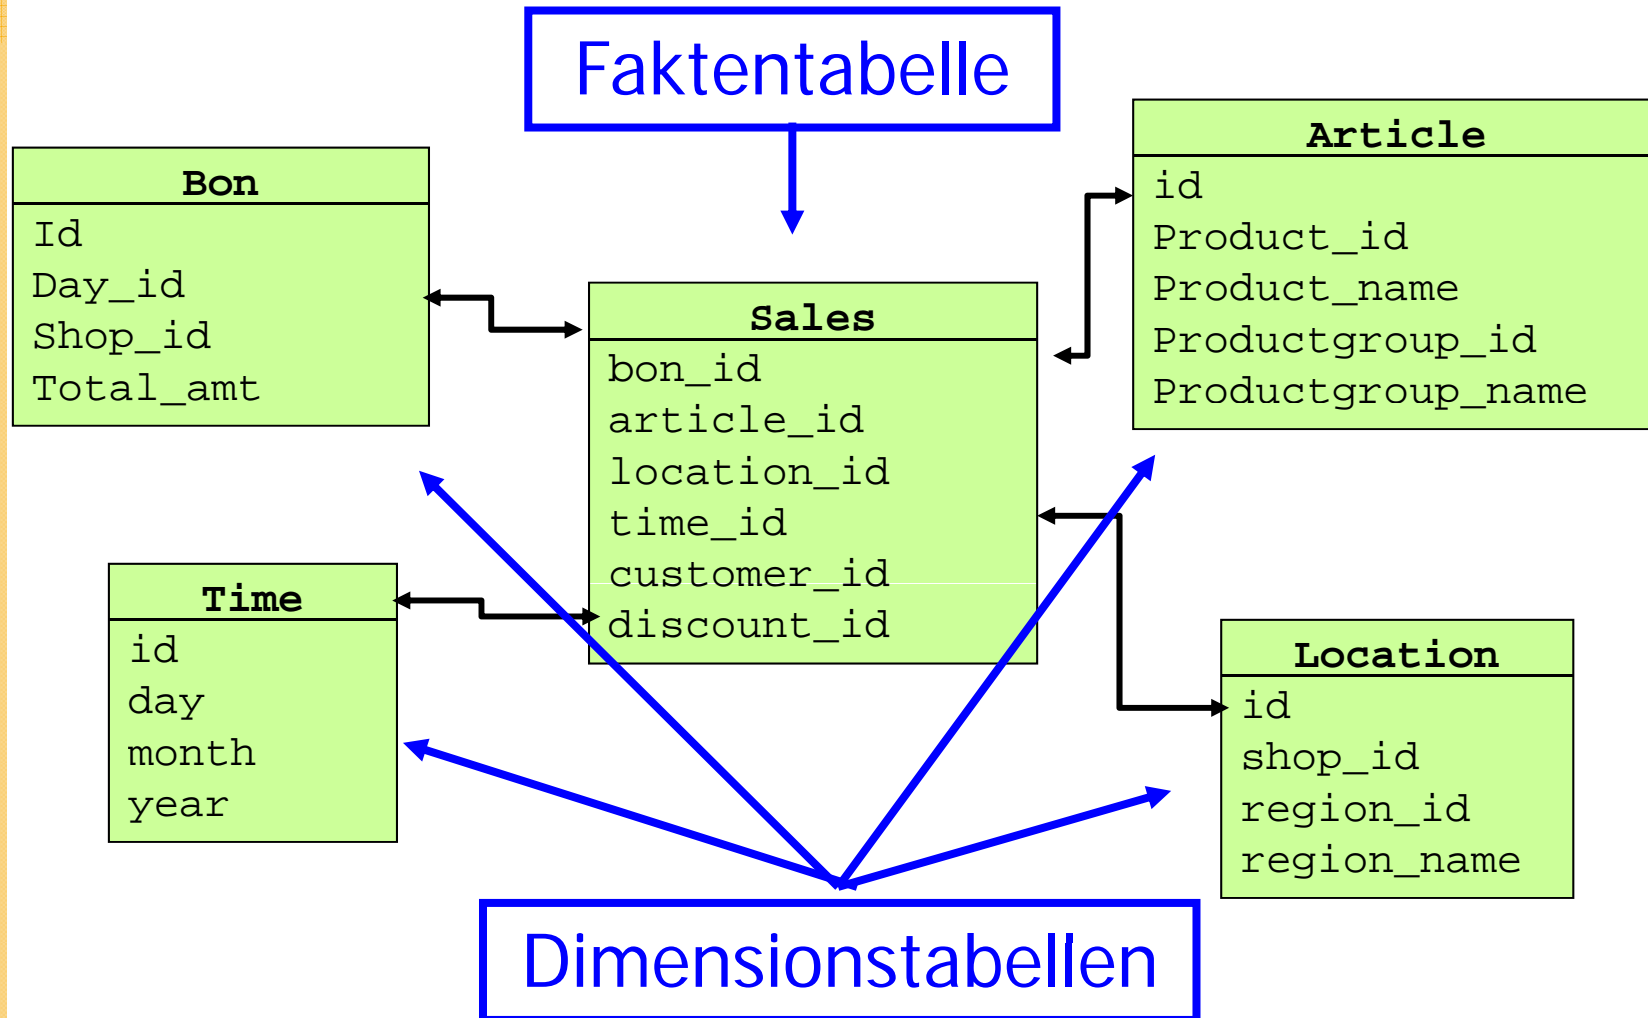 Faktentabelle
Bon
Id
Day_id
Shop_id
Total_amt
Article
id
Product_id
Product_name
Productgroup_id
Productgroup_name
Sales
bon_id
article_id
location_id
time_id
customer_id
discount_id
Time
id
day
month
year
Location
id
shop_id
region_id
region_name
Dimensionstabellen